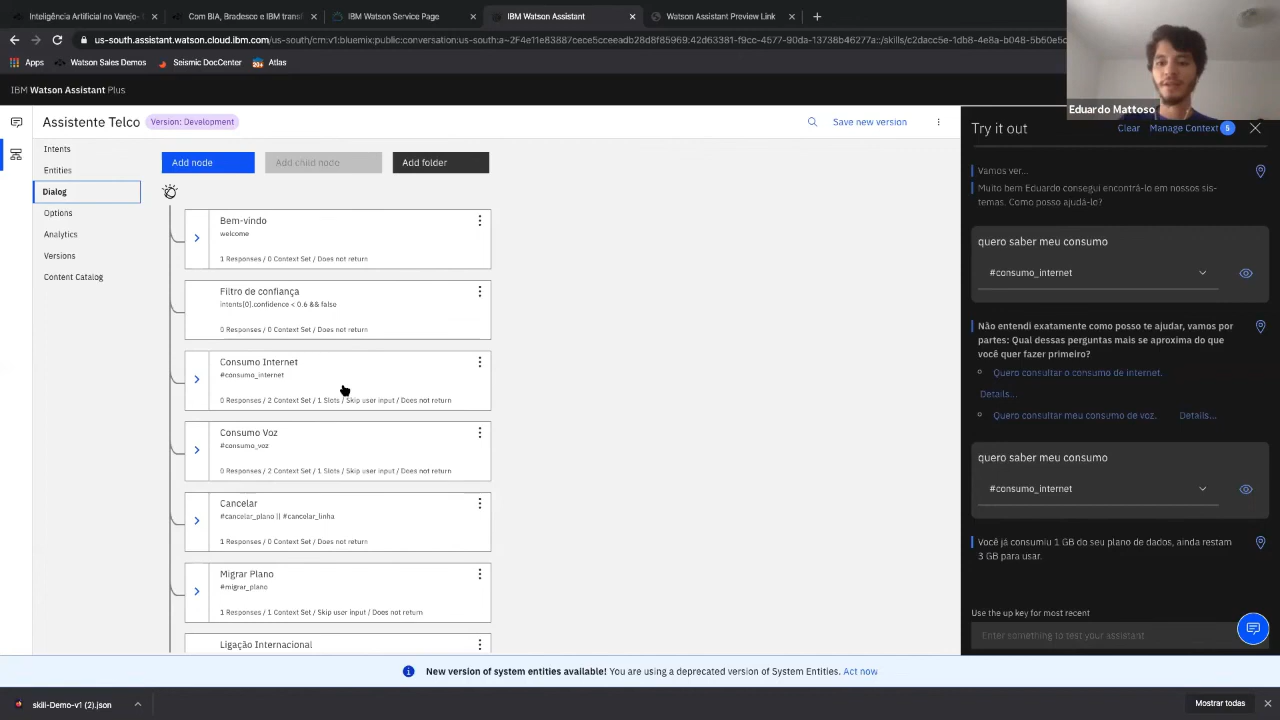 Inteligência Artificial no Varejo-
Com BIA, Bradesco e IBM transf
IBM Watson Service Page
IBM Watson Assistant
Watson Assistant Preview Link
us-south.assistant.watson.cloud.ibm.com
Apps
Watson Sales Demos
Seismic DocCenter
Atlas
IBM Watson Assistant Plus
Eduardo Mattoso
Assistente Telco
Version: Development
Save new version
Intents
Entities
Dialog
Options
Analytics
Versions
Content Catalog
Add node
Add child node
Add folder
Bem-vindo
welcome
1 Responses / 0 Context Set / Does not return
Filtro de confiança
intents[0].confidence < 0.6 && false
0 Responses / 0 Context Set / Does not return
Consumo Internet
#consumo_internet
0 Responses / 2 Context Set / 1 Slots / Skip user input / Does not return
Consumo Voz
#consumo_voz
0 Responses / 2 Context Set / 1 Slots / Skip user input / Does not return
Cancelar
#cancelar_plano || #cancelar_linha
1 Responses / 0 Context Set / Does not return
Migrar Plano
#migrar_plano
1 Responses / 1 Context Set / Skip user input / Does not return
Ligação Internacional
Try it out
Clear
Manage Context 5
Vamos ver...
Muito bem Eduardo consegui encontrá-lo em nossos sis-
temas. Como posso ajudá-lo?
quero saber meu consumo
#consumo_internet
Não entendi exatamente como posso te ajudar, vamos por
partes: Qual dessas perguntas mais se aproxima do que
você quer fazer primeiro?
Quero consultar o consumo de internet.
Details...
Quero consultar meu consumo de voz. Details...
quero saber meu consumo
#consumo_internet
Você já consumiu 1 GB do seu plano de dados, ainda restam
3 GB para usar.
Use the up key for most recent
Enter something to test your assistant
New version of system entities available! You are using a deprecated version of System Entities. Act now
skill-Demo-v1 (2).json
Mostrar todas